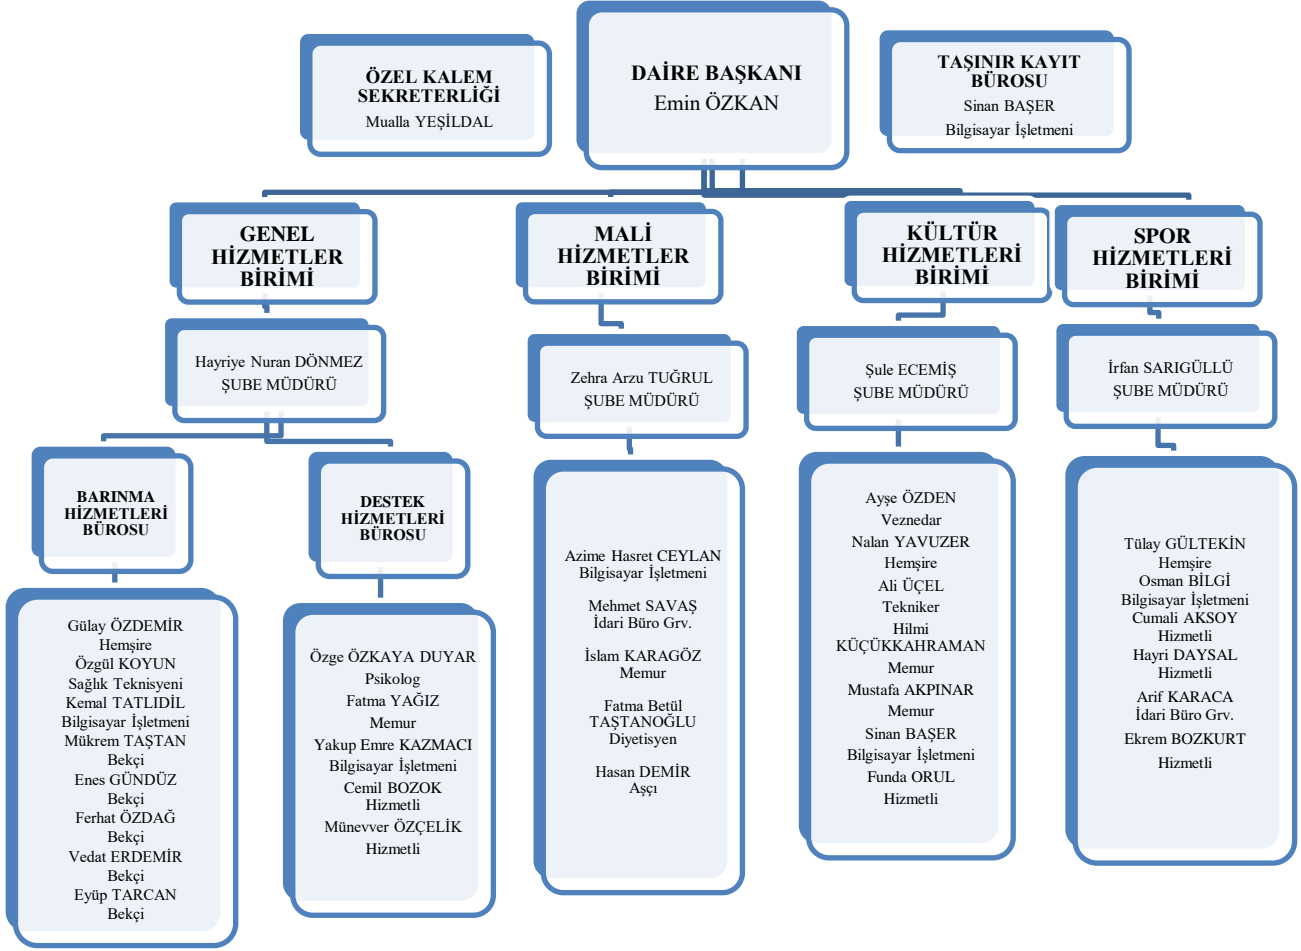 ÖZEL KALEM
SEKRETERLİĞİ
Mualla YEŞİLDAL
DAİRE BAŞKANI
Emin ÖZKAN
TAŞINIR KAYIT
BÜROSU
Sinan BAŞER
Bilgisayar İşletmeni
GENEL
HİZMETLER
BİRİMİ
MALİ
HİZMETLER
BİRİMİ
KÜLTÜR
HİZMETLERİ
BİRİMİ
SPOR
HİZMETLERİ
BİRİMİ
Hayriye Nuran DÖNMEZ
ŞUBE MÜDÜRÜ
Zehra Arzu TUĞRUL
ŞUBE MÜDÜRÜ
Şule ECEMİŞ
ŞUBE MÜDÜRÜ
İrfan SARIGÜLLÜ
ŞUBE MÜDÜRÜ
BARINMA
HİZMETLERİ
BÜROSU
DESTEK
HİZMETLERİ
BÜROSU
Gülay ÖZDEMİR
Hemşire
Özgül KOYUN
Sağlık Teknisyeni
Kemal TATLIDİL
Bilgisayar İşletmeni
Mükrem TAŞTAN
Bekçi
Enes GÜNDÜZ
Bekçi
Ferhat ÖZDAĞ
Bekçi
Vedat ERDEMİR
Bekçi
Eyüp TARCAN
Bekçi
Özge ÖZKAYA DUYAR
Psikolog
Fatma YAĞIZ
Memur
Yakup Emre KAZMACI
Bilgisayar İşletmeni
Cemil BOZOK
Hizmetli
Münevver ÖZÇELİK
Hizmetli
Azime Hasret CEYLAN
Bilgisayar İşletmeni
Mehmet SAVAŞ
İdari Büro Grv.
İslam KARAGÖZ
Memur
Fatma Betül
TAŞTANOĞLU
Diyetisyen
Hasan DEMİR
Aşçı
Ayşe ÖZDEN
Veznedar
Nalan YAVUZER
Hemşire
Ali ÜÇEL
Tekniker
Hilmi
KÜÇÜKKAHRAMAN
Memur
Mustafa AKPINAR
Memur
Sinan BAŞER
Bilgisayar İşletmeni
Funda ORUL
Hizmetli
Tülay GÜLTEKİN
Hemşire
Osman BİLGİ
Bilgisayar İşletmeni
Cumali AKSOY
Hizmetli
Hayri DAYSAL
Hizmetli
Arif KARACA
İdari Büro Grv.
Ekrem BOZKURT
Hizmetli